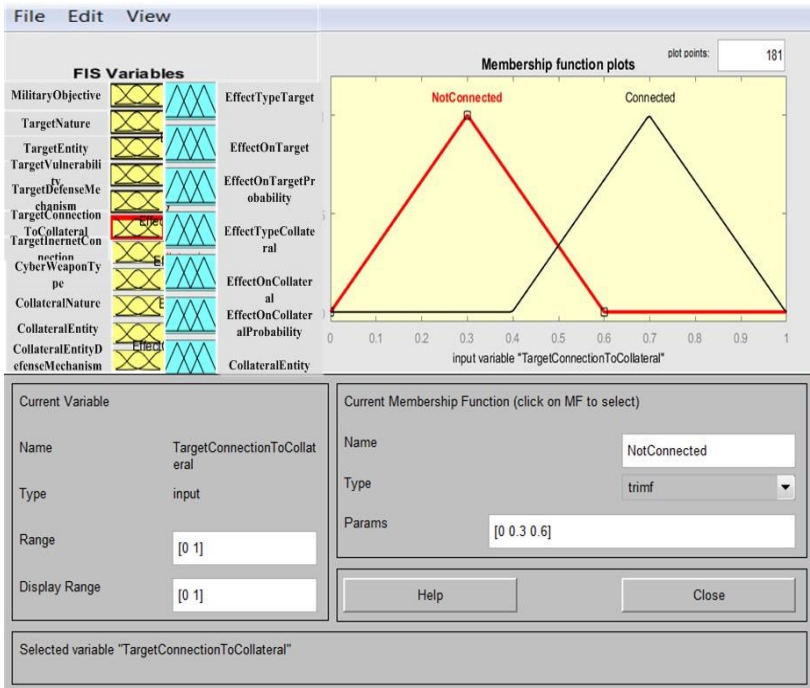 File Edit View
FIS Variables
MilitaryObjective
TargetNature
TargetEntity
TargetVulnerabili
ty
TargetDefenseMe
chanism
TargetConnection
ToCollateral
TargetInernetCon
nection
CyberWeaponTy
pe
CollateralNature
CollateralEntity
CollateralEntityD
efenseMechanism
EffectTypeTarget
EffectOnTarget
EffectOnTargetPr
obability
EffectTypeCollate
ral
EffectOnCollater
al
EffectOnCollater
alProbability
CollateralEntity
Membership function plots
plot points:
181
NotConnected
Connected
0 0.1 0.2 0.3 0.4 0.5 0.6 0.7 0.8 0.9 1
input variable "TargetConnectionToCollateral"
Current Variable
Name
TargetConnectionToCollat
eral
Type
input
Range
[0 1]
Display Range
[0 1]
Current Membership Function (click on MF to select)
Name
NotConnected
Type
trimf
Params
[0 0.3 0.6]
Help
Close
Selected variable "TargetConnectionToCollateral"